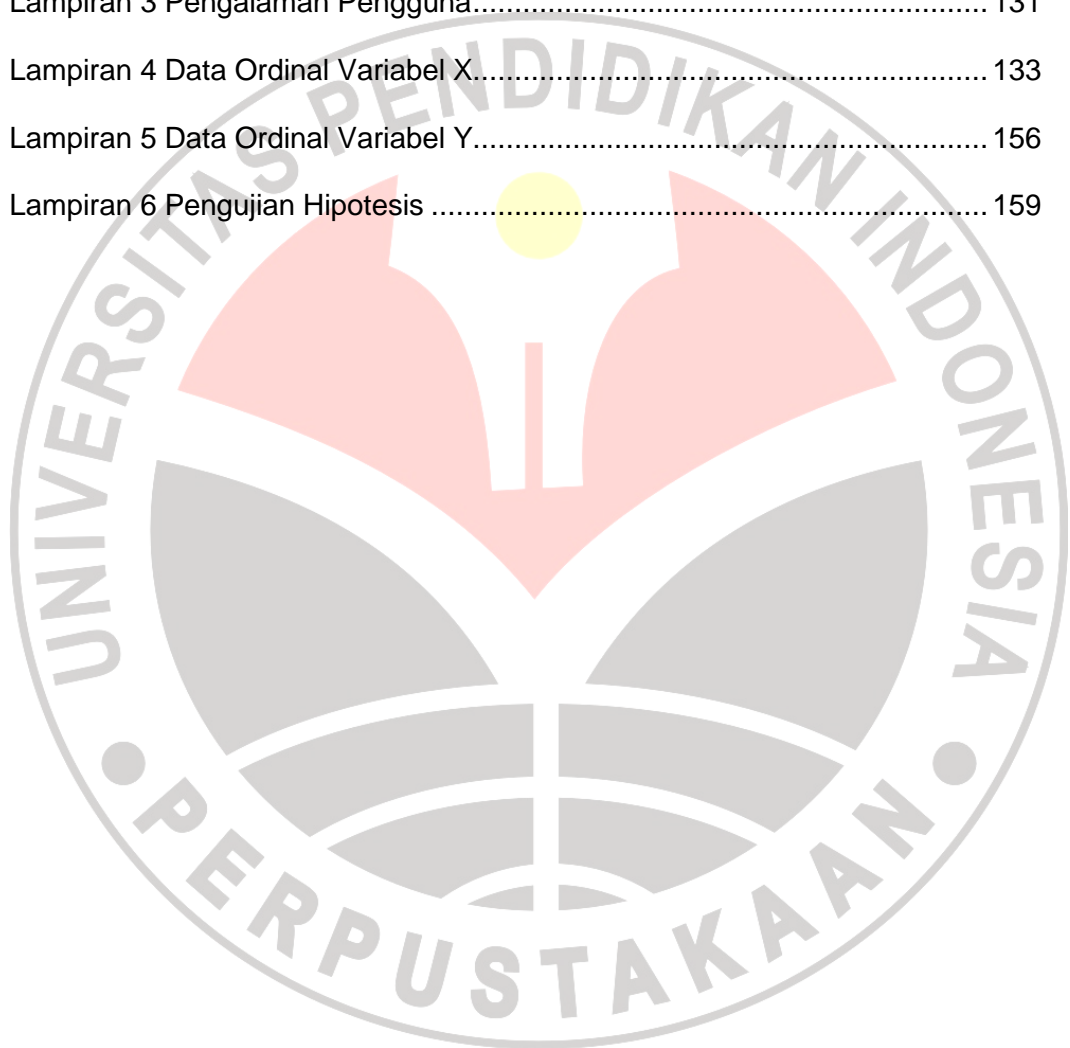 Lampiran 3 Pengalaman Pengguna.............................................................. 131
Lampiran 4 Data Ordinal Variabel X.............................................................. 133
Lampiran 5 Data Ordinal Variabel Y.............................................................. 156
Lampiran 6 Pengujian Hipotesis ................................................................... 159
UNIVERSITAS PENDIDIKAN INDONESIA
PERPUSTAKAAN